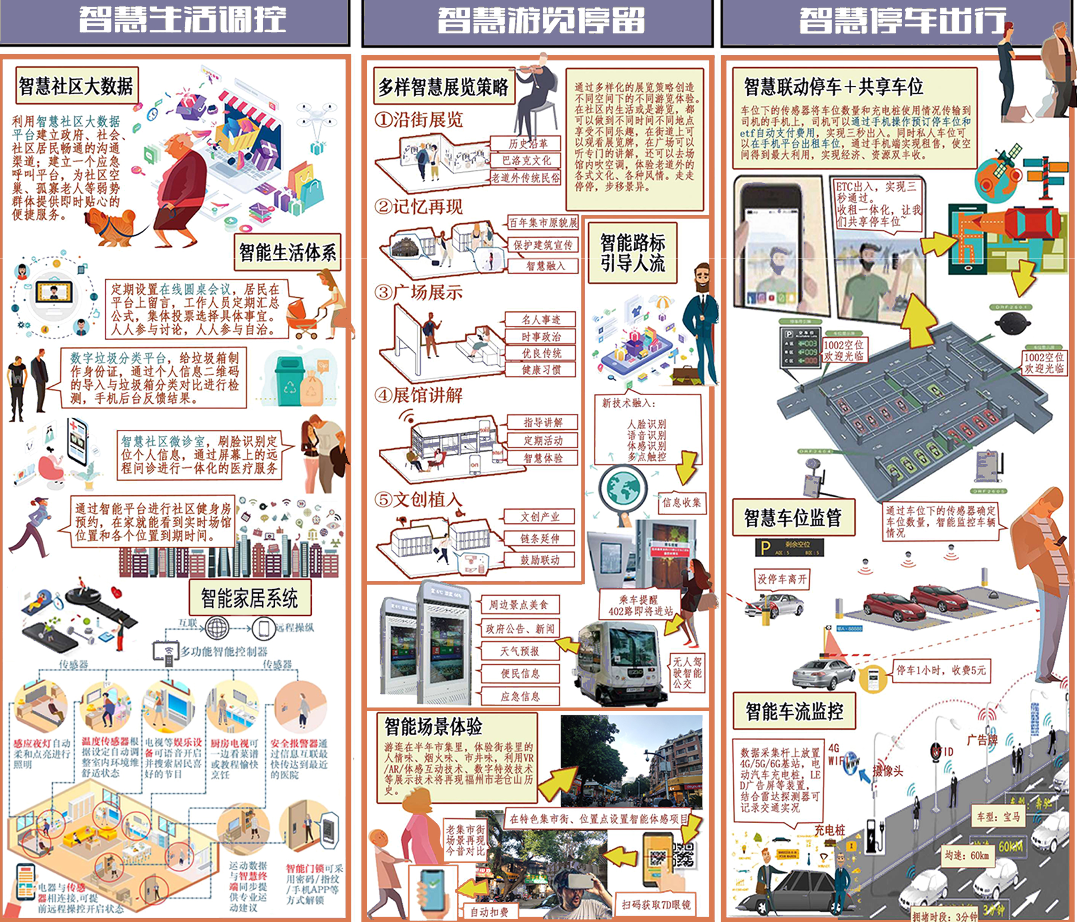 智慧生活调控
智慧社区大数据
利用智慧社区大数据
平台建立政府、社会、
社区居民畅通的沟通
渠道；建立一个应急
呼叫平台，为社区空
巢、孤寡老人等弱势
群体提供即时贴心的
便捷服务。
智能生活体系
定期设置在线圆桌会议，居民在
平台上留言，工作人员定期汇总
公式，集体投票选择具体事宜。
人人参与讨论，人人参与自治。
数字垃圾分类平台，给垃圾箱制
作身份证，通过个人信息二维码
的导入与垃圾箱分类对比进行检
测，手机后台反馈结果。
智慧社区微诊室，刷脸识别定
位个人信息，通过屏幕上的远
程问诊进行一体化的医疗服务
通过智能平台进行社区健身房
预约，在家就能看到实时场馆
位置和各个位置到期时间。
智能家居系统
互联
远程操纵
多功能智能控制器
传感器
传感器
感应夜灯自动
柔和点亮进行
照明
温度传感器根
据设定自动调
整室内环境维
舒适状态
电视等娱乐设
备可语音开启
并搜索居民喜
好的节目
厨房电视可
一边看菜谱
或教程愉快
烹饪
安全报警器通
过信息互联最
快传达到最近
的医院
电器与传感
器相连接,可提
前远程操控开启状态
运动数据
与智慧终
端同步提
供专业运
动建议
智能门锁可采
用密码/指纹
/手机APP等
方式解锁
智慧游览停留
多样智慧展览策略
通过多样化的展览策略创造
不同空间下的不同游览体验。
在社区内生活或是游览，都
可以做到不同时间不同地点
享受不同乐趣，在街道上可
以观看展览牌，在广场可以
听专门的讲解，还可以去场
馆内吹空调，体验老道外的
各式文化、各种风情。走走
停停，步移景异。
①沿街展览
历史沿革
巴洛克文化
老道外传统民俗
②记忆再现
百年集市原貌展
保护建筑宣传
智慧融入
③广场展示
名人事迹
时事政治
优良传统
健康习惯
④展馆讲解
指导讲解
定期活动
智慧体验
⑤文创植入
文创产业
链条延伸
鼓励联动
智能路标
引导人流
新技术融入：
人脸识别
语音识别
体感识别
多点触控
信息收集
周边景点美食
政府公告、新闻
天气预报
便民信息
应急信息
乘车提醒
402路即将进站
无人驾
驶智能
公交
智能场景体验
游逛在半年市集里，体验街巷里的
人情味、烟火味、市井味，利用VR
/AR/体感互动技术、数字特效技术
等展示技术将再现福州市老仓山历
史。
在特色集市街、位置点设置智能体感项目
老集市街
场景再现
今昔对比
自动扣费
扫码获取7D眼镜
智慧停车出行
智慧联动停车＋共享车位
车位下的传感器将车位数量和充电桩使用情况传输到
司机的手机上，司机可以通过手机操作预订停车位和
etf自动支付费用，实现三秒出入。同时私人车位可
以在手机平台出租车位，通过手机端实现租售，使空
间得到最大利用，实现经济、资源双丰收。
ETC出入，实现三
秒通过。
收租一体化，让我
们共享停车位~
1002空位
欢迎光临
1002空位
欢迎光临
智慧车位监管
通过车位下的传感器确定
车位数量，智能监控车辆
情况
P 剩余空位
没停车离开
停车1小时，收费5元
智能车流监控
数据采集杆上放置
4G/5G/6G基站，电
动汽车充电桩，LE
D广告屏等装置，
结合雷达探测器可
记录交通实况
4G
WIFI
摄像头
ID
广告牌
充电桩
车型：宝马
均速：60km
拥堵时段：3分钟